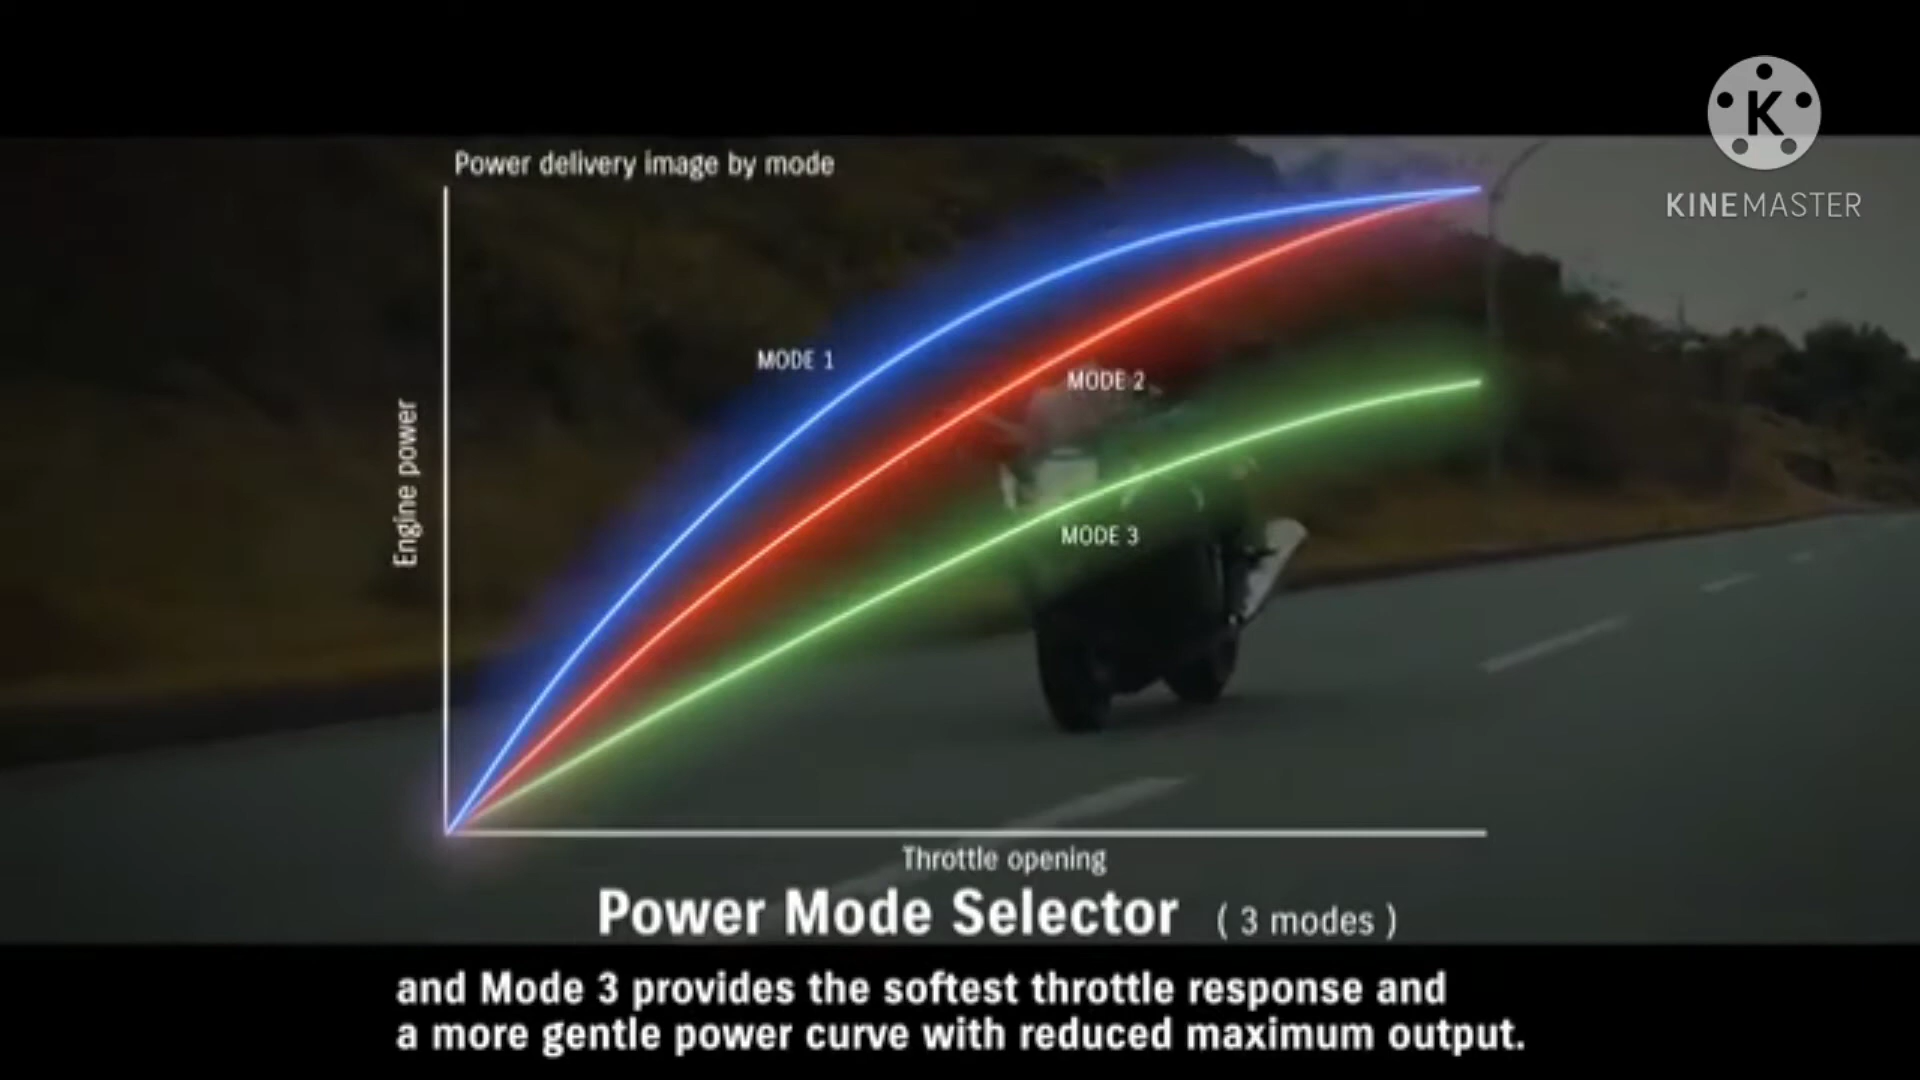 K
KINEMASTER
Power delivery image by mode
MODE 1
MODE 2
Engine power
MODE 3
Throttle opening
Power Mode Selector ( 3 modes )
and Mode 3 provides the softest throttle response and
a more gentle power curve with reduced maximum output.